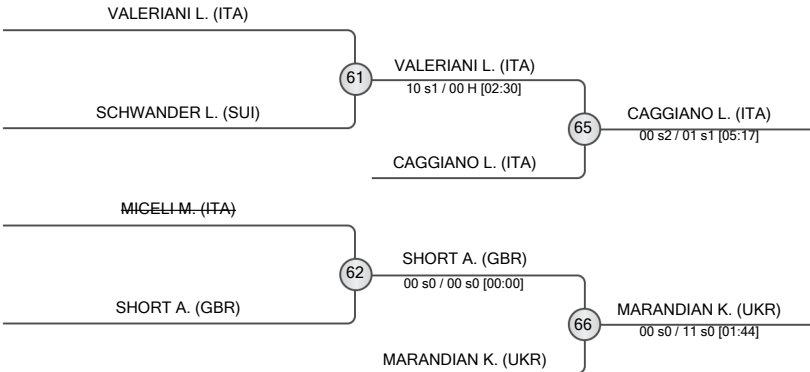 VALERIANI L. (ITA)
61
VALERIANI L. (ITA)
10 s1 / 00 H [02:30]
SCHWANDER L. (SUI)
65
CAGGIANO L. (ITA)
00 s2 / 01 s1 [05:17]
CAGGIANO L. (ITA)
MICELI M. (ITA)
62
SHORT A. (GBR)
00 s0 / 00 s0 [00:00]
SHORT A. (GBR)
66
MARANDIAN K. (UKR)
00 s0 / 11 s0 [01:44]
MARANDIAN K. (UKR)